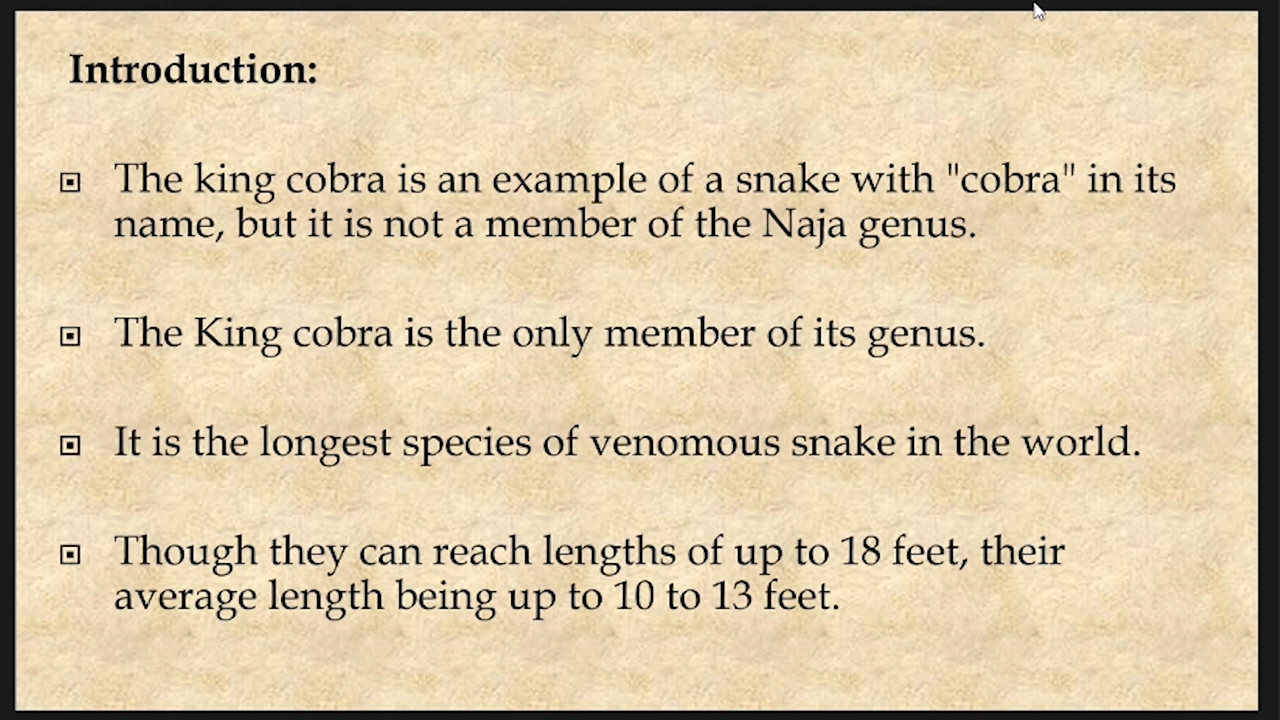 Introduction:
The king cobra is an example of a snake with "cobra" in its
name, but it is not a member of the Naja genus.
The King cobra is the only member of its genus.
It is the longest species of venomous snake in the world.
Though they can reach lengths of up to 18 feet, their
average length being up to 10 to 13 feet.